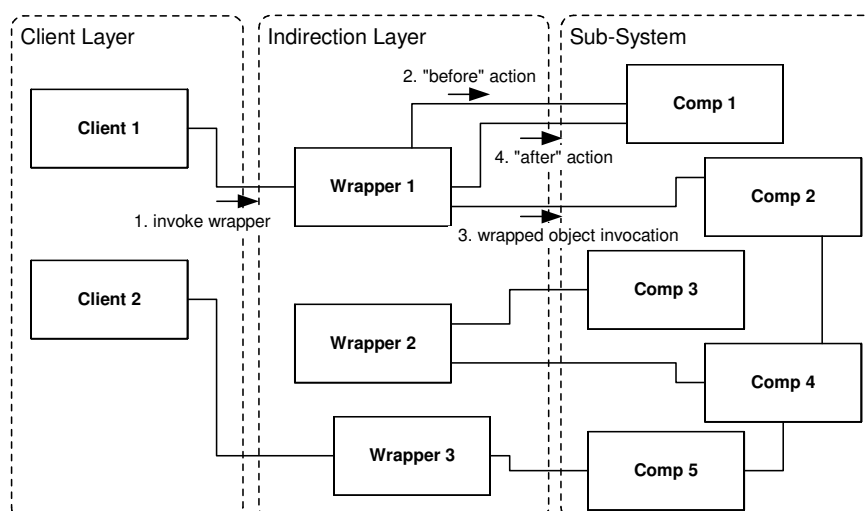 Client Layer
Indirection Layer
Sub-System
2. "before" action
Client 1
Comp 1
4. "after" action
Wrapper 1
Comp 2
1. invoke wrapper
3. wrapped object invocation
Client 2
Comp 3
Wrapper 2
Comp 4
Wrapper 3
Comp 5